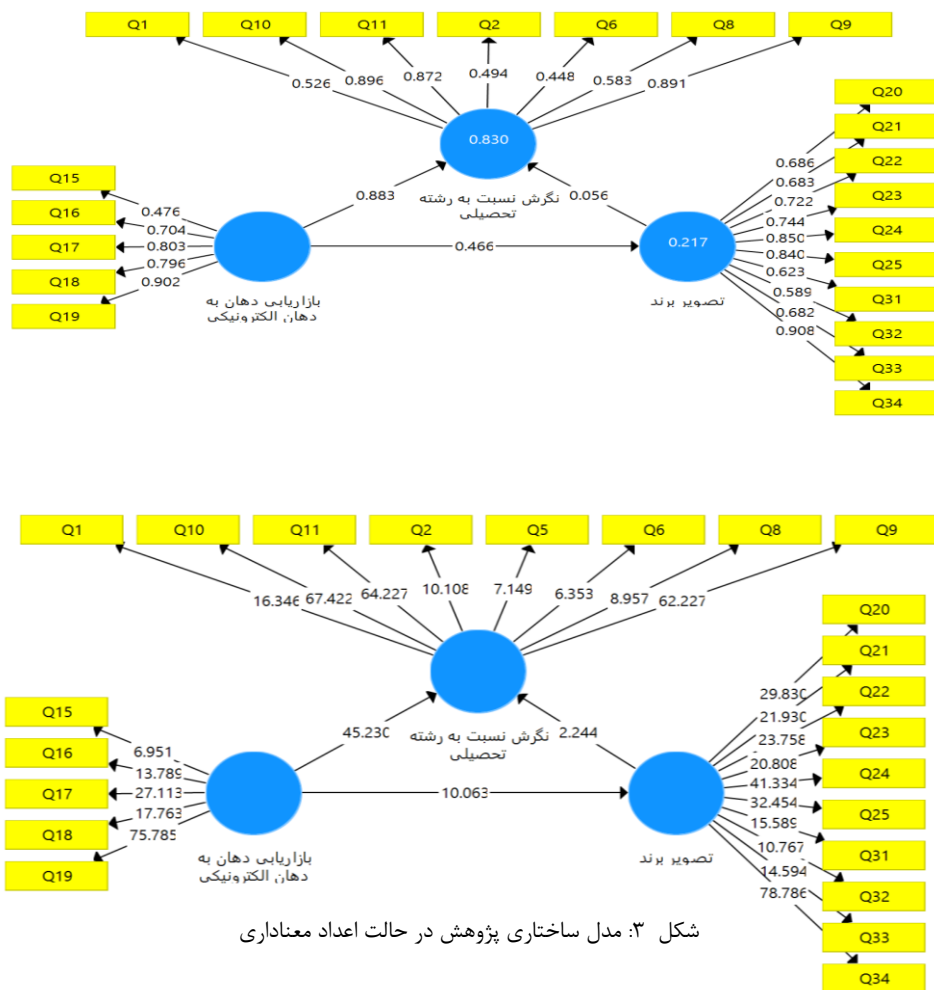 Q1 Q10 Q11 Q2 Q6 Q8 Q9
0.526 0.896 0.872 0.494 0.448 0.583 0.891
Q20
Q21
Q22
Q23
Q24
Q25
Q31
Q32
Q33
Q34
0.686
0.683
0.722
0.744
0.850
0.840
0.623
0.589
0.682
0.908
0.830
نگرش نسبت به رشته
تحصیلی
0.883
0.056
Q15
Q16
Q17
Q18
Q19
0.476
0.704
0.803
0.796
0.902
0.466
0.217
بازاریابی دهان به
دهان الکترونیکی
تصویر برند
Q1 Q10 Q11 Q2 Q5 Q6 Q8 Q9
16.346 67.422 64.227 10.108 7.149 6.353 8.957 62.227
Q20
Q21
Q22
Q23
Q24
Q25
Q31
Q32
Q33
Q34
29.830
21.930
23.758
20.808
41.334
32.454
15.589
10.767
14.594
78.786
نگرش نسبت به رشته
تحصیلی
45.230
2.244
Q15
Q16
Q17
Q18
Q19
6.951
13.789
27.113
17.763
75.785
10.063
بازاریابی دهان به
دهان الکترونیکی
تصویر برند
شکل ۳: مدل ساختاری پژوهش در حالت اعداد معناداری